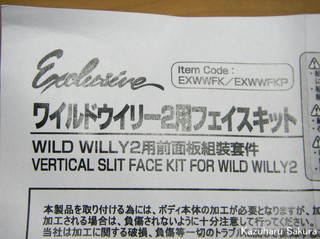 Exclusive
Item Code :
EXWWFK/EXWWFKP
ワイルドウイリー2用フェイスキット
WILD WILLY2用前面板組装套件
VERTICAL SLIT FACE KIT FOR WILD WILLY2
本製品を取り付ける為には、ボディ本体の加工が必要となりますが、
加工される場合は、負傷されないように十分注意して行ってください。
当社は加工に関する破損、負傷等一切のトラブル
Kazuharu Sakura